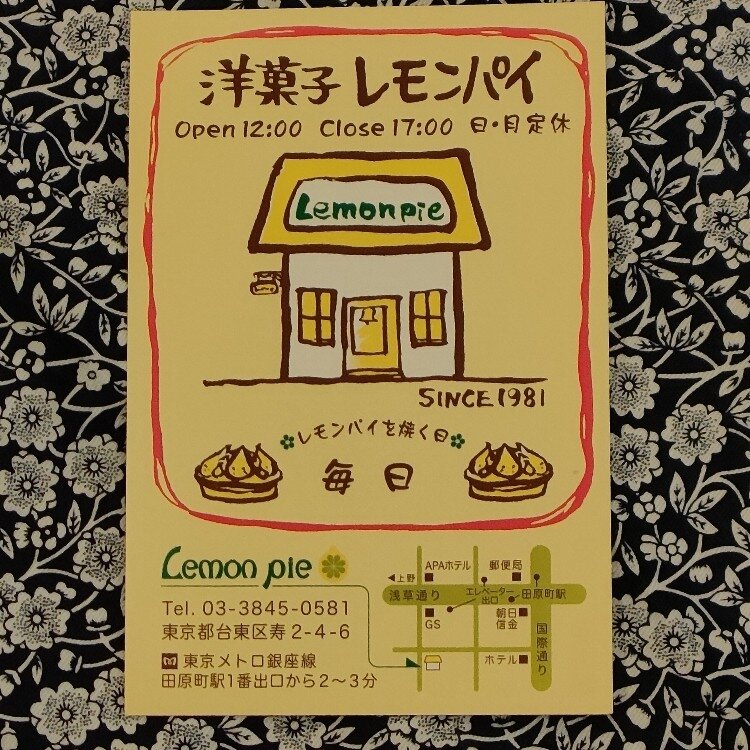 洋菓子 レモンパイ
Open 12:00 Close 17:00 日・月定休
Lemon pie
SINCE 1981
レモンパイを焼く日
毎日
Lemon pie
Tel. 03-3845-0581
東京都台東区寿 2-4-6
東京メトロ銀座線
田原町駅1番出口から2〜3分
APAホテル
郵便局
◀上野
浅草通り
エレベーター
出口
田原町駅
GS
朝日
信金
国際通り
ホテル